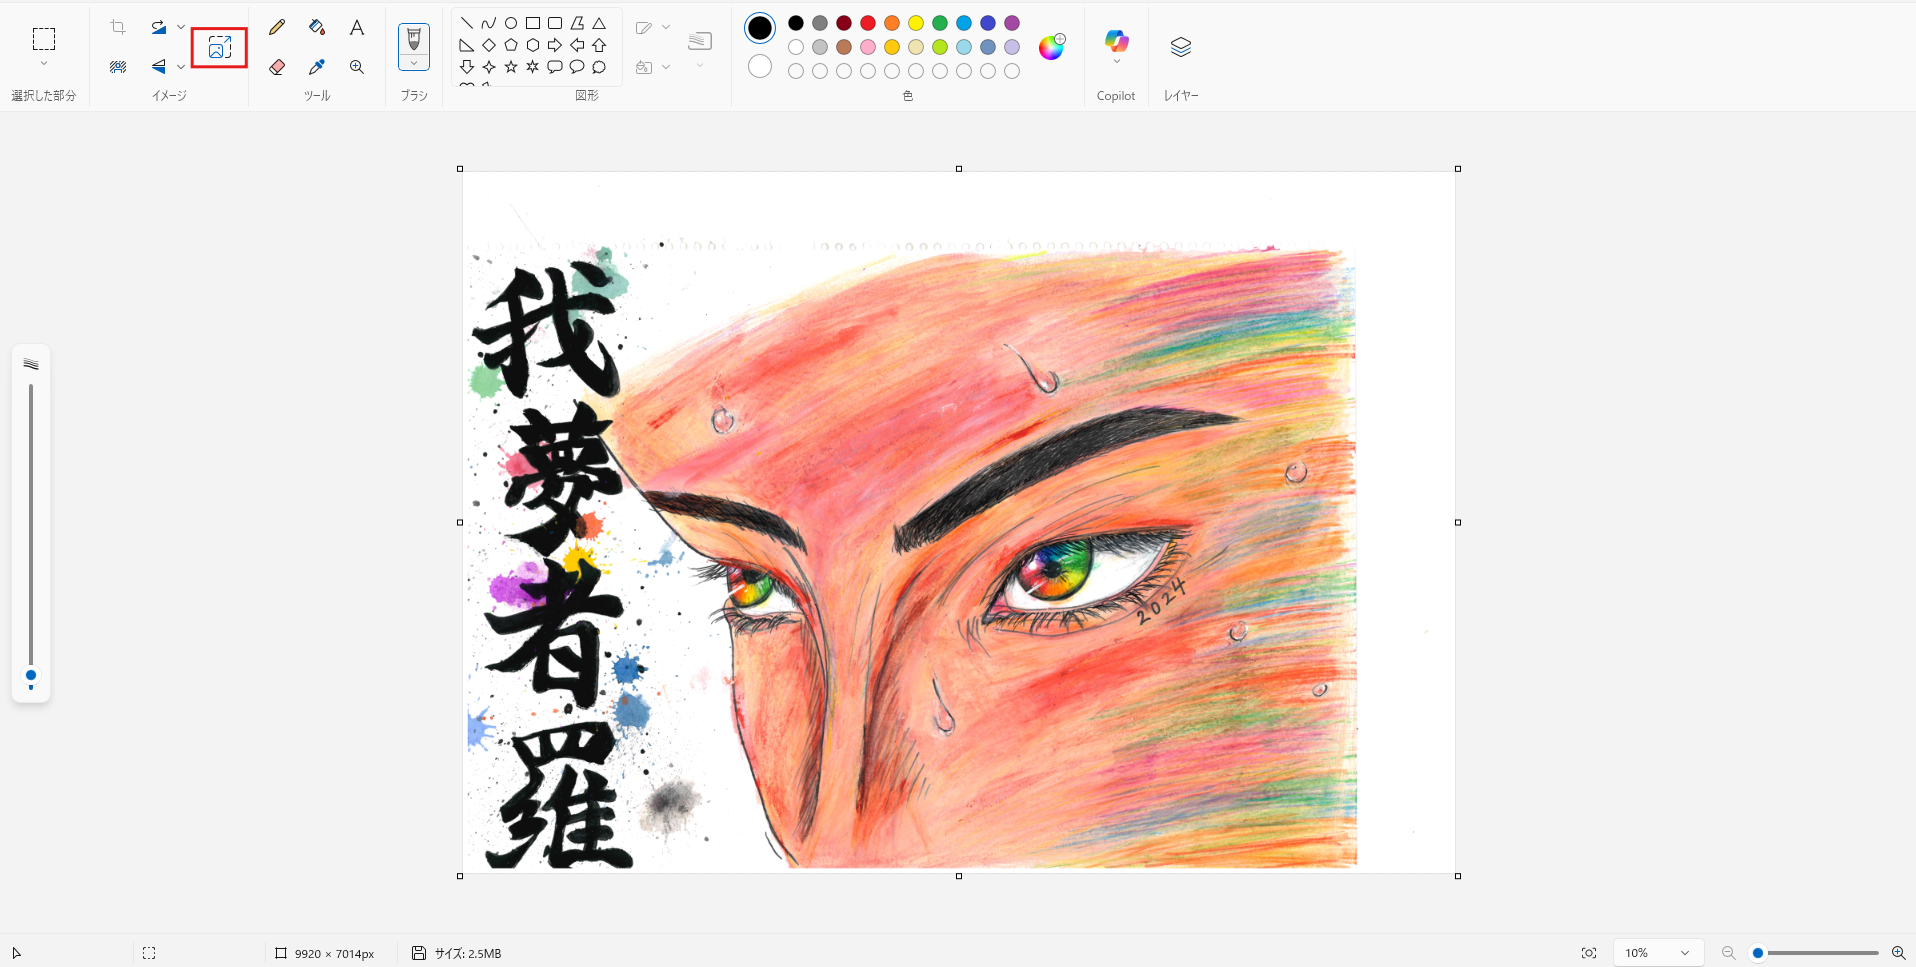 選択した部分
イメージ
ツール
ブラシ
図形
色
Copilot
レイヤー
我夢者羅
2024
9920 × 7014px
サイズ: 2.5MB
10%